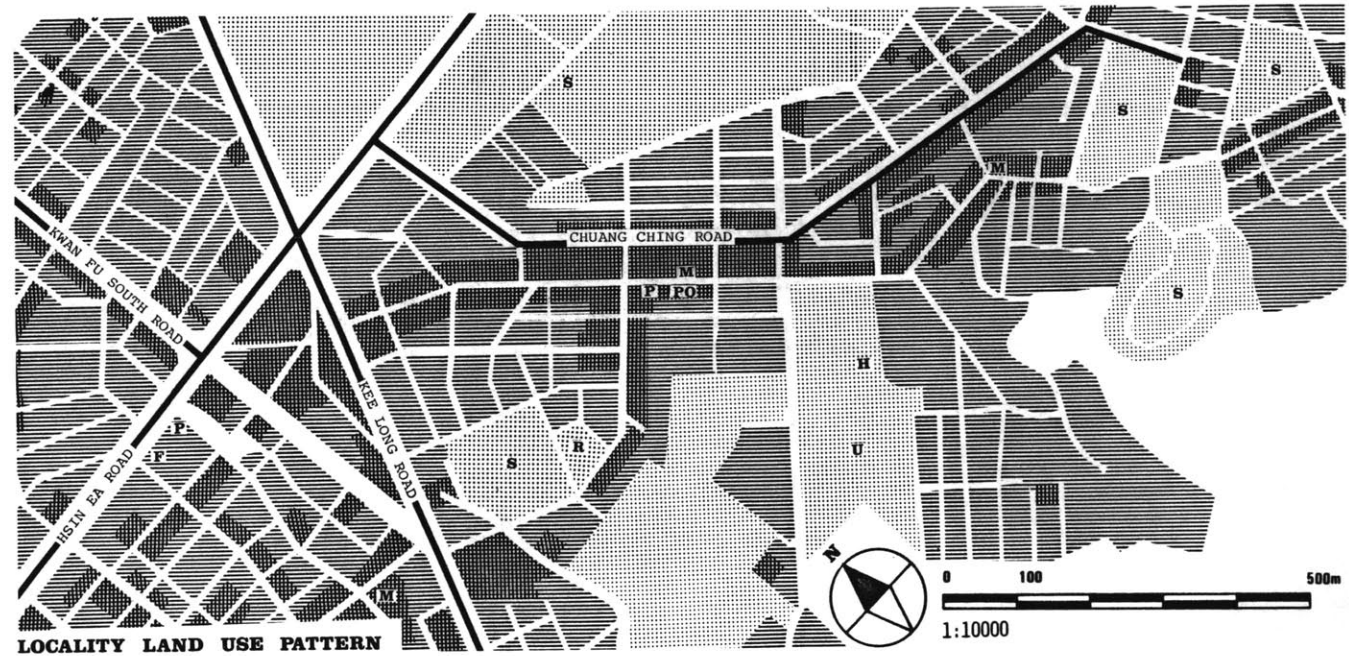 S
S
S
M
KWAN FU SOUTH ROAD
CHUANG CHING ROAD
M
P
PO
S
H
KEE LONG ROAD
P
F
HSIN EA ROAD
S
R
U
N
0 100 500m
M
1:10000
LOCALITY LAND USE PATTERN